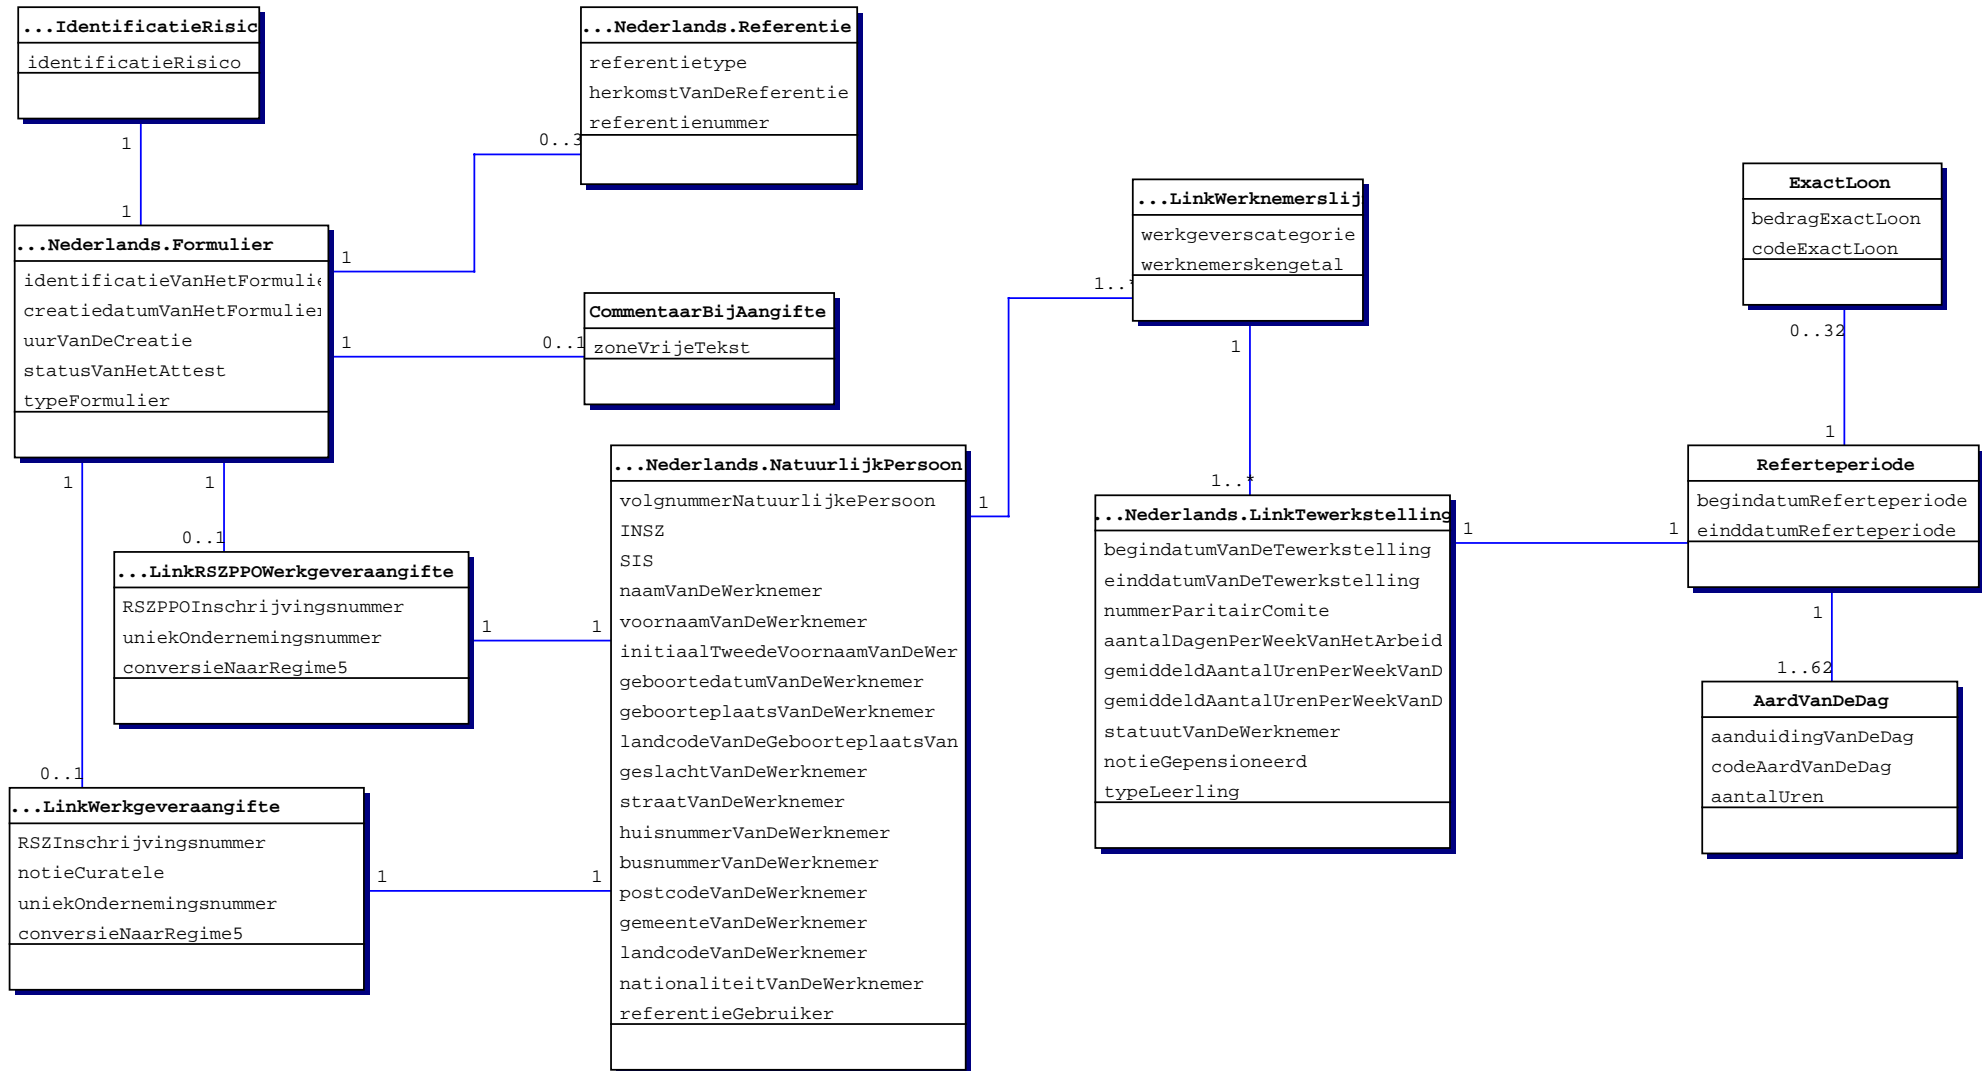 ...IdentificatieRisic
identificatieRisico
1
1
...Nederlands.Referentie
referentietype
herkomstVanDeReferentie
referentienummer
0..3
...Nederlands.Formulier
identificatieVanHetFormulie
creatiedatumVanHetFormulier
uurVanDeCreatie
statusVanHetAttest
typeFormulier
1
1
0..1
CommentaarBijAangifte
zoneVrijeTekst
1
1
0..1
...LinkRSZPPOWerkgeveraangifte
RSZPPOInschrijvingsnummer
uniekOndernemingsnummer
conversieNaarRegime5
1
1
0..1
...LinkWerkgeveraangifte
RSZInschrijvingsnummer
notieCuratele
uniekOndernemingsnummer
conversieNaarRegime5
1
1
...Nederlands.NatuurlijkPersoon
volgnummerNatuurlijkePersoon
INSZ
SIS
naamVanDeWerknemer
voornaamVanDeWerknemer
initiaalTweedeVoornaamVanDeWer
geboortedatumVanDeWerknemer
geboorteplaatsVanDeWerknemer
landcodeVanDeGeboorteplaatsVan
geslachtVanDeWerknemer
straatVanDeWerknemer
huisnummerVanDeWerknemer
busnummerVanDeWerknemer
postcodeVanDeWerknemer
gemeenteVanDeWerknemer
landcodeVanDeWerknemer
nationaliteitVanDeWerknemer
referentieGebruiker
1
1..*
...LinkWerknemerslij
werkgeverscategorie
werknemerskengetal
1
1..*
...Nederlands.LinkTewerkstelling
begindatumVanDeTewerkstelling
einddatumVanDeTewerkstelling
nummerParitairComite
aantalDagenPerWeekVanHetArbeid
gemiddeldAantalUrenPerWeekVanD
gemiddeldAantalUrenPerWeekVanD
statuutVanDeWerknemer
notieGepensioneerd
typeLeerling
1
1
ExactLoon
bedragExactLoon
codeExactLoon
0..32
1
Referteperiode
begindatumReferteperiode
einddatumReferteperiode
1
1..62
AardVanDeDag
aanduidingVanDeDag
codeAardVanDeDag
aantalUren